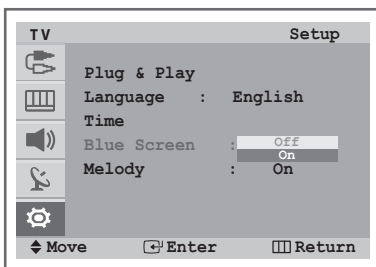 TV Setup
Plug & Play
Language : English
Time
Blue Screen : Off
On
Melody : On
Move Enter Return